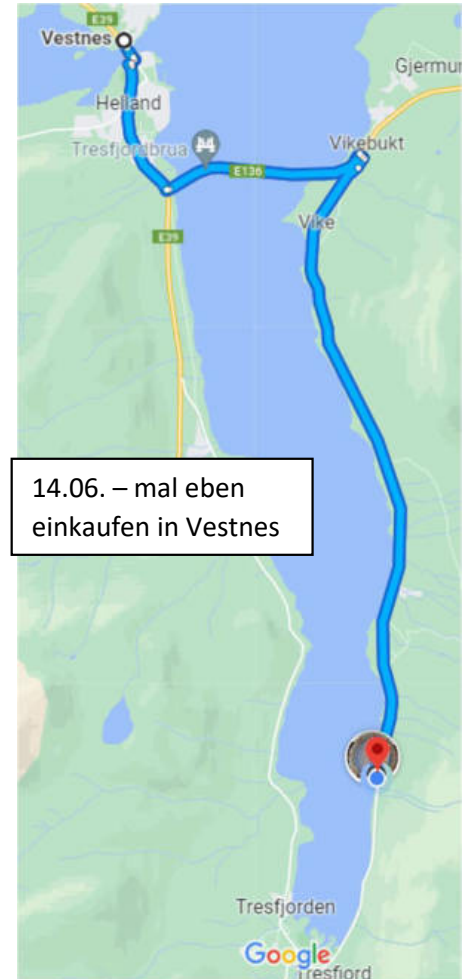 E39
Vestnes
Gjermun
Helland
Tresfjordbrua
Vikebukt
E136
Vike
E39
14.06. – mal eben
einkaufen in Vestnes
Tresfjorden
Google
Tresfjord